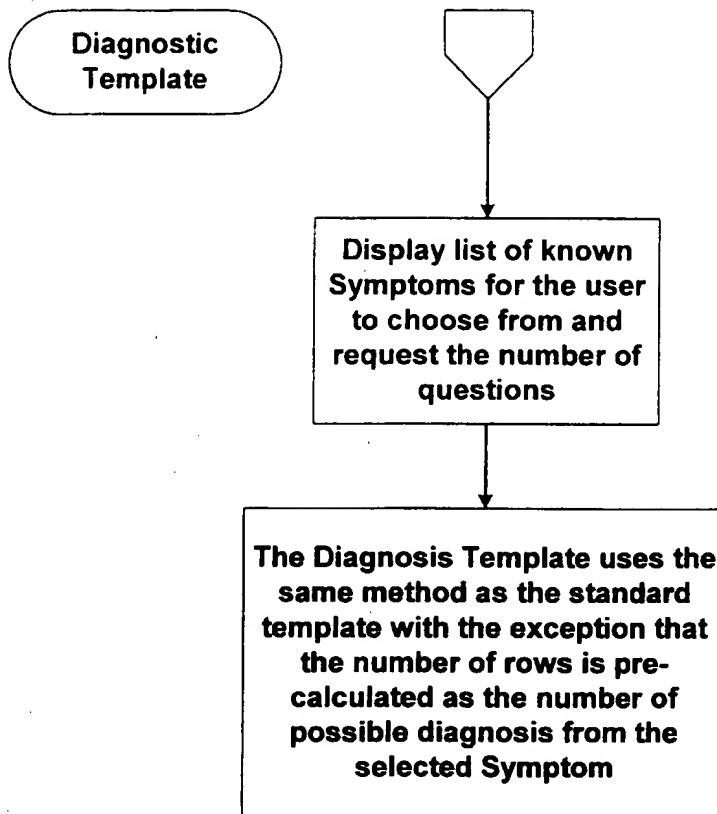 Diagnostic
Template
Display list of known
Symptoms for the user
to choose from and
request the number of
questions
The Diagnosis Template uses the
same method as the standard
template with the exception that
the number of rows is pre-
calculated as the number of
possible diagnosis from the
selected Symptom